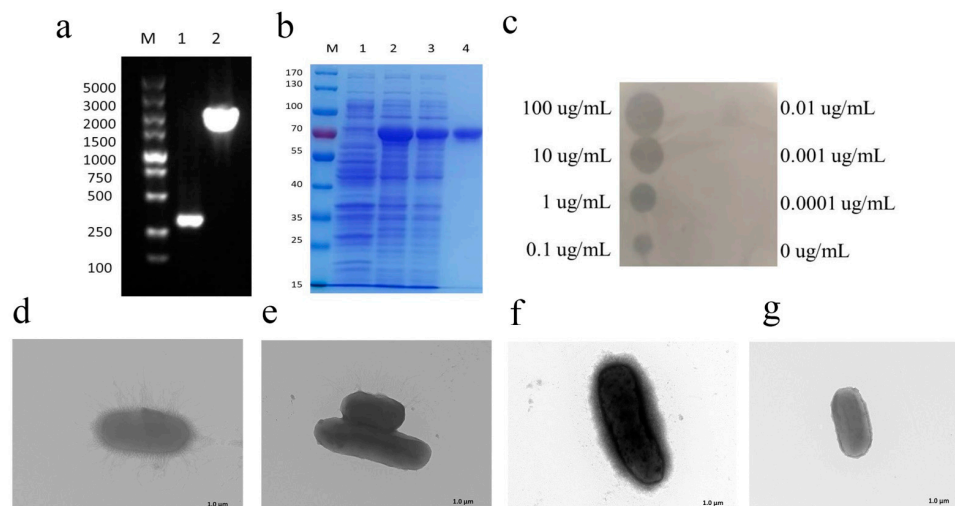 a
M 1 2
5000
3000
2000
1500
1000
750
500
250
100
b
M 1 2 3 4
170
130
100
70
55
40
35
25
15
c
100 ug/mL
10 ug/mL
1 ug/mL
0.1 ug/mL
0.01 ug/mL
0.001 ug/mL
0.0001 ug/mL
0 ug/mL
d
1.0 µm
e
1.0 µm
f
1.0 µm
g
1.0 µm